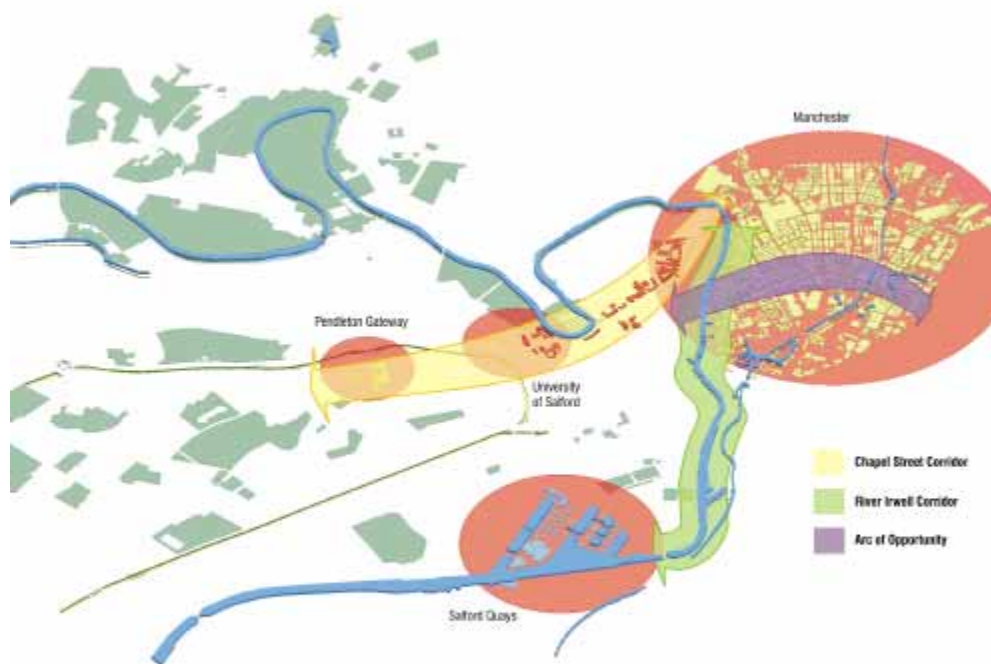 Manchester
Pendleton Gateway
University
of Salford
Chapel Street Corridor
River Irwell Corridor
Arc of Opportunity
Salford Quays